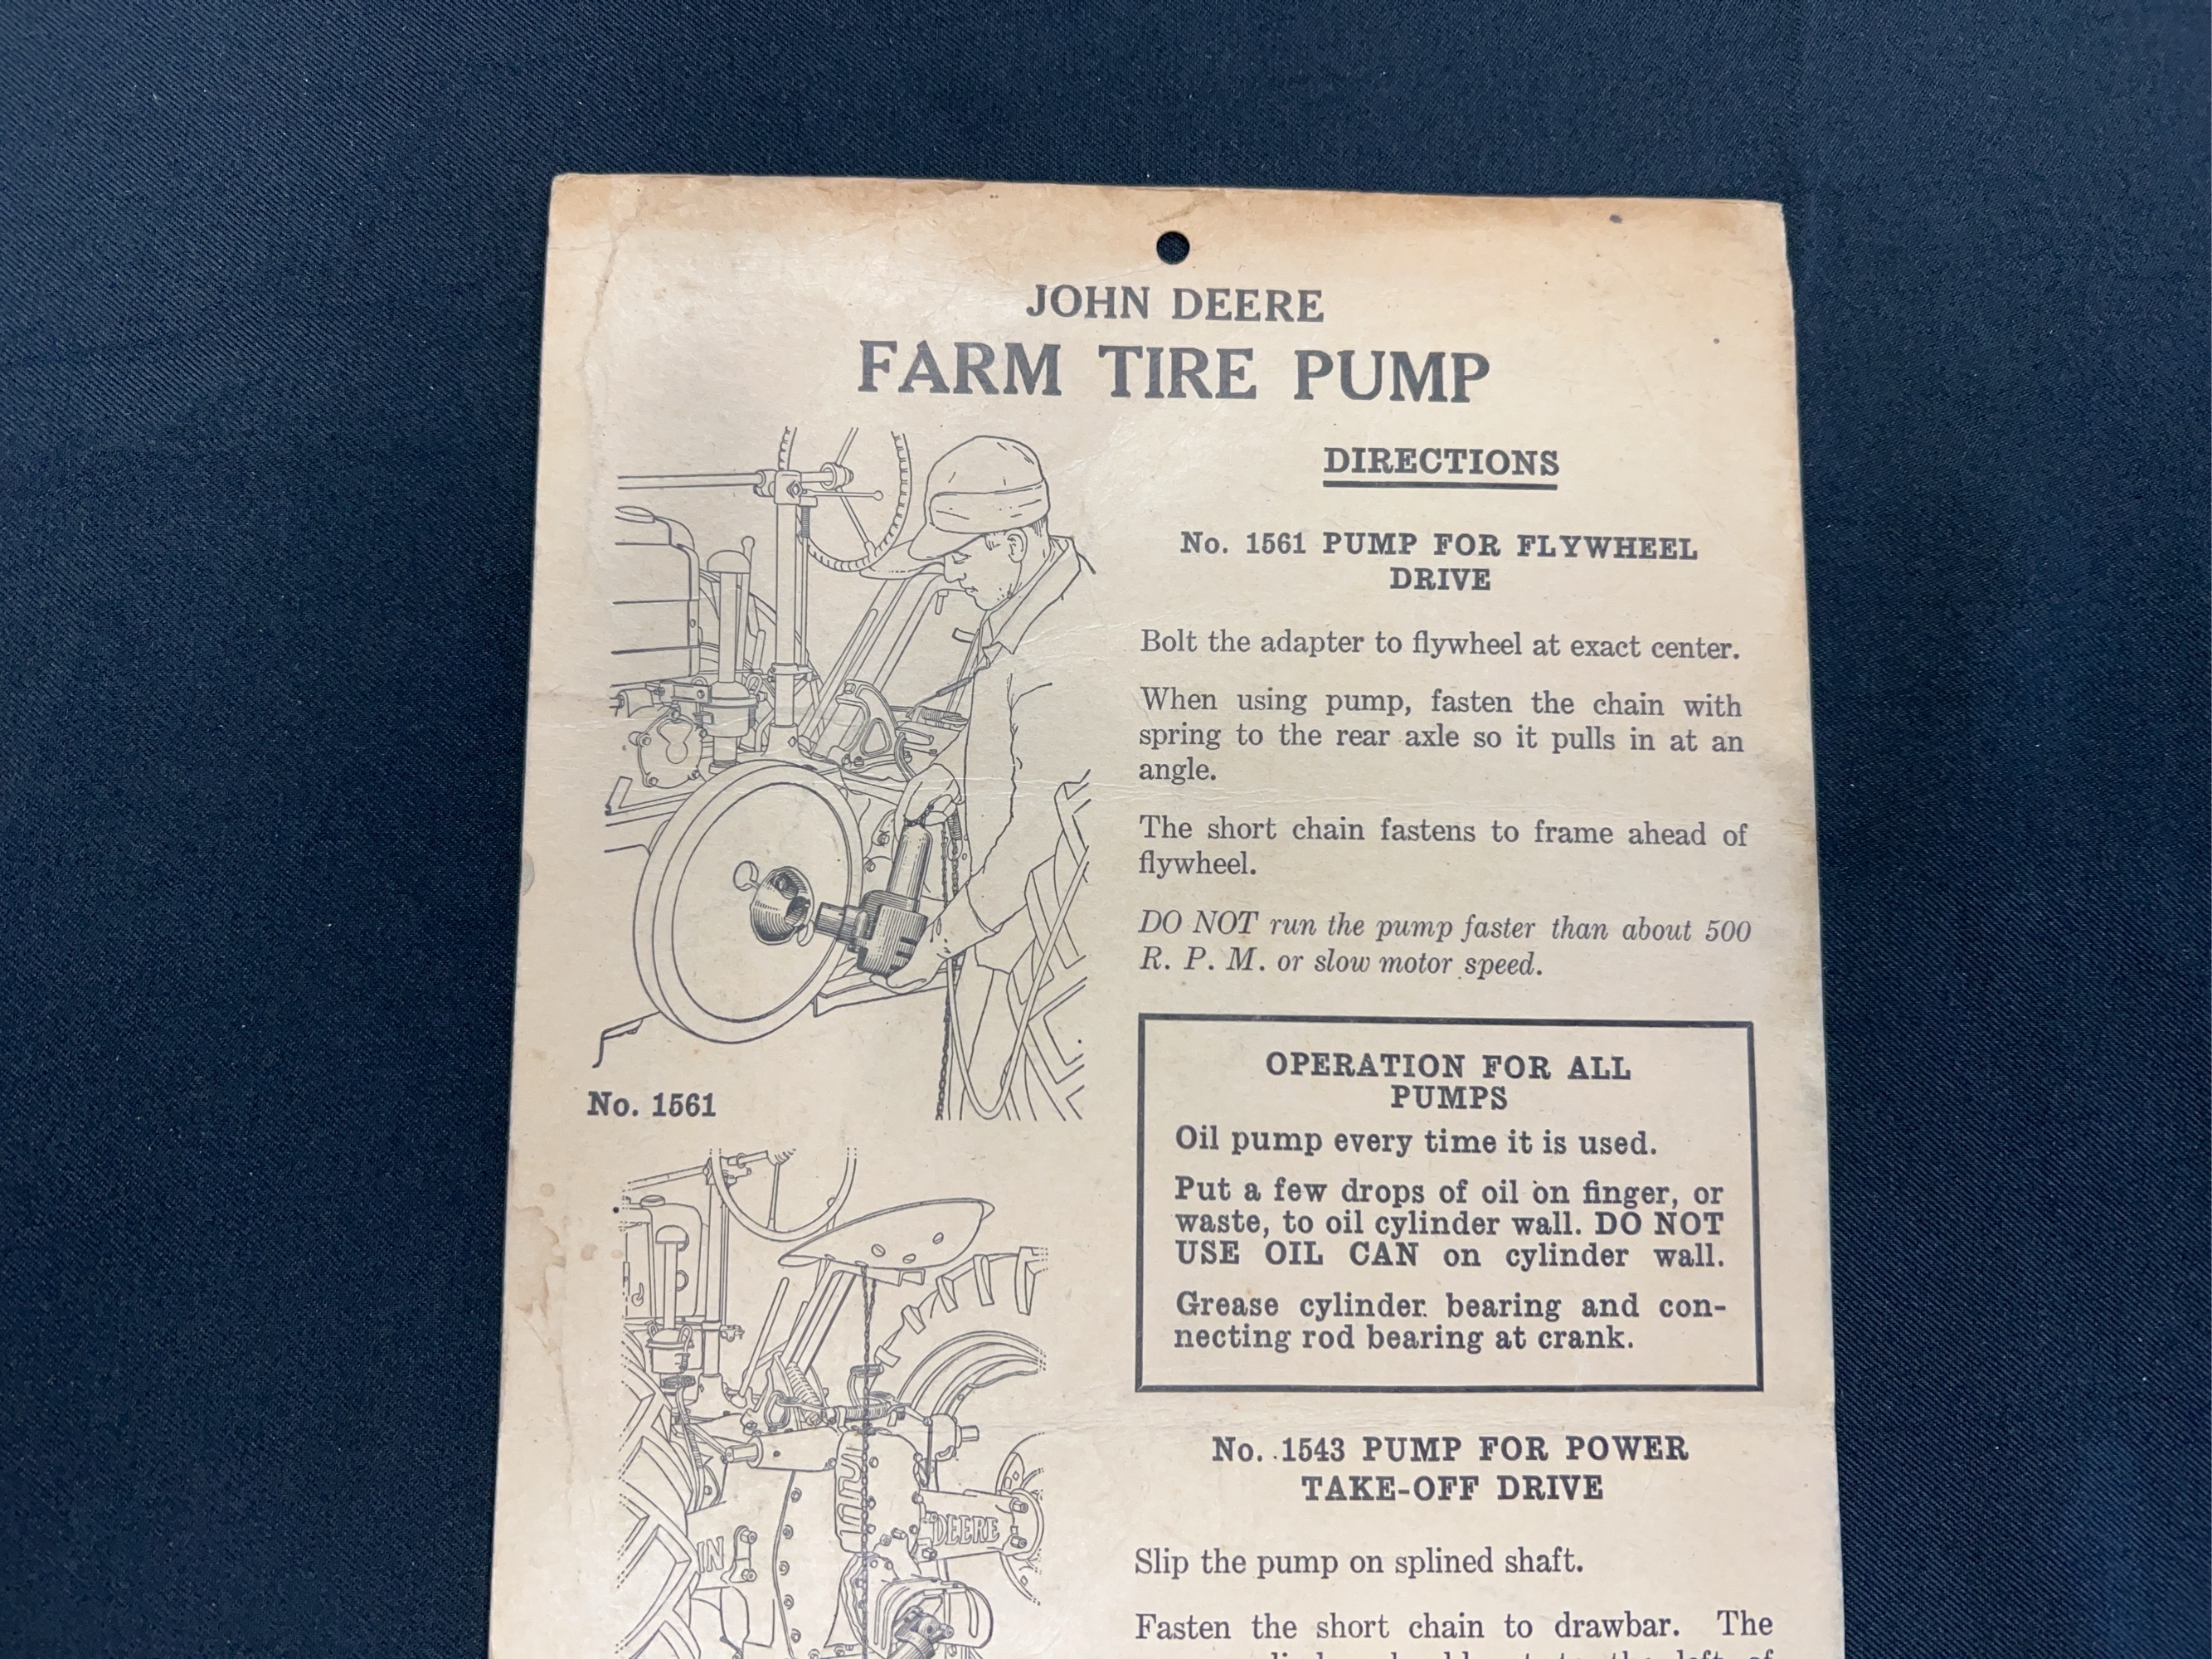 JOHN DEERE
FARM TIRE PUMP
DIRECTIONS
No. 1561 PUMP FOR FLYWHEEL
DRIVE
Bolt the adapter to flywheel at exact center.
When using pump, fasten the chain with
spring to the rear axle so it pulls in at an
angle.
The short chain fastens to frame ahead of
flywheel.
DO NOT run the pump faster than about 500
R. P. M. or slow motor speed.
No. 1561
OPERATION FOR ALL
PUMPS
Oil pump every time it is used.
Put a few drops of oil on finger, or
waste, to oil cylinder wall. DO NOT
USE OIL CAN on cylinder wall.
Grease cylinder bearing and con-
necting rod bearing at crank.
No. 1543 PUMP FOR POWER
TAKE-OFF DRIVE
IN
DEERE
Slip the pump on splined shaft.
Fasten the short chain to drawbar. The
to the left of